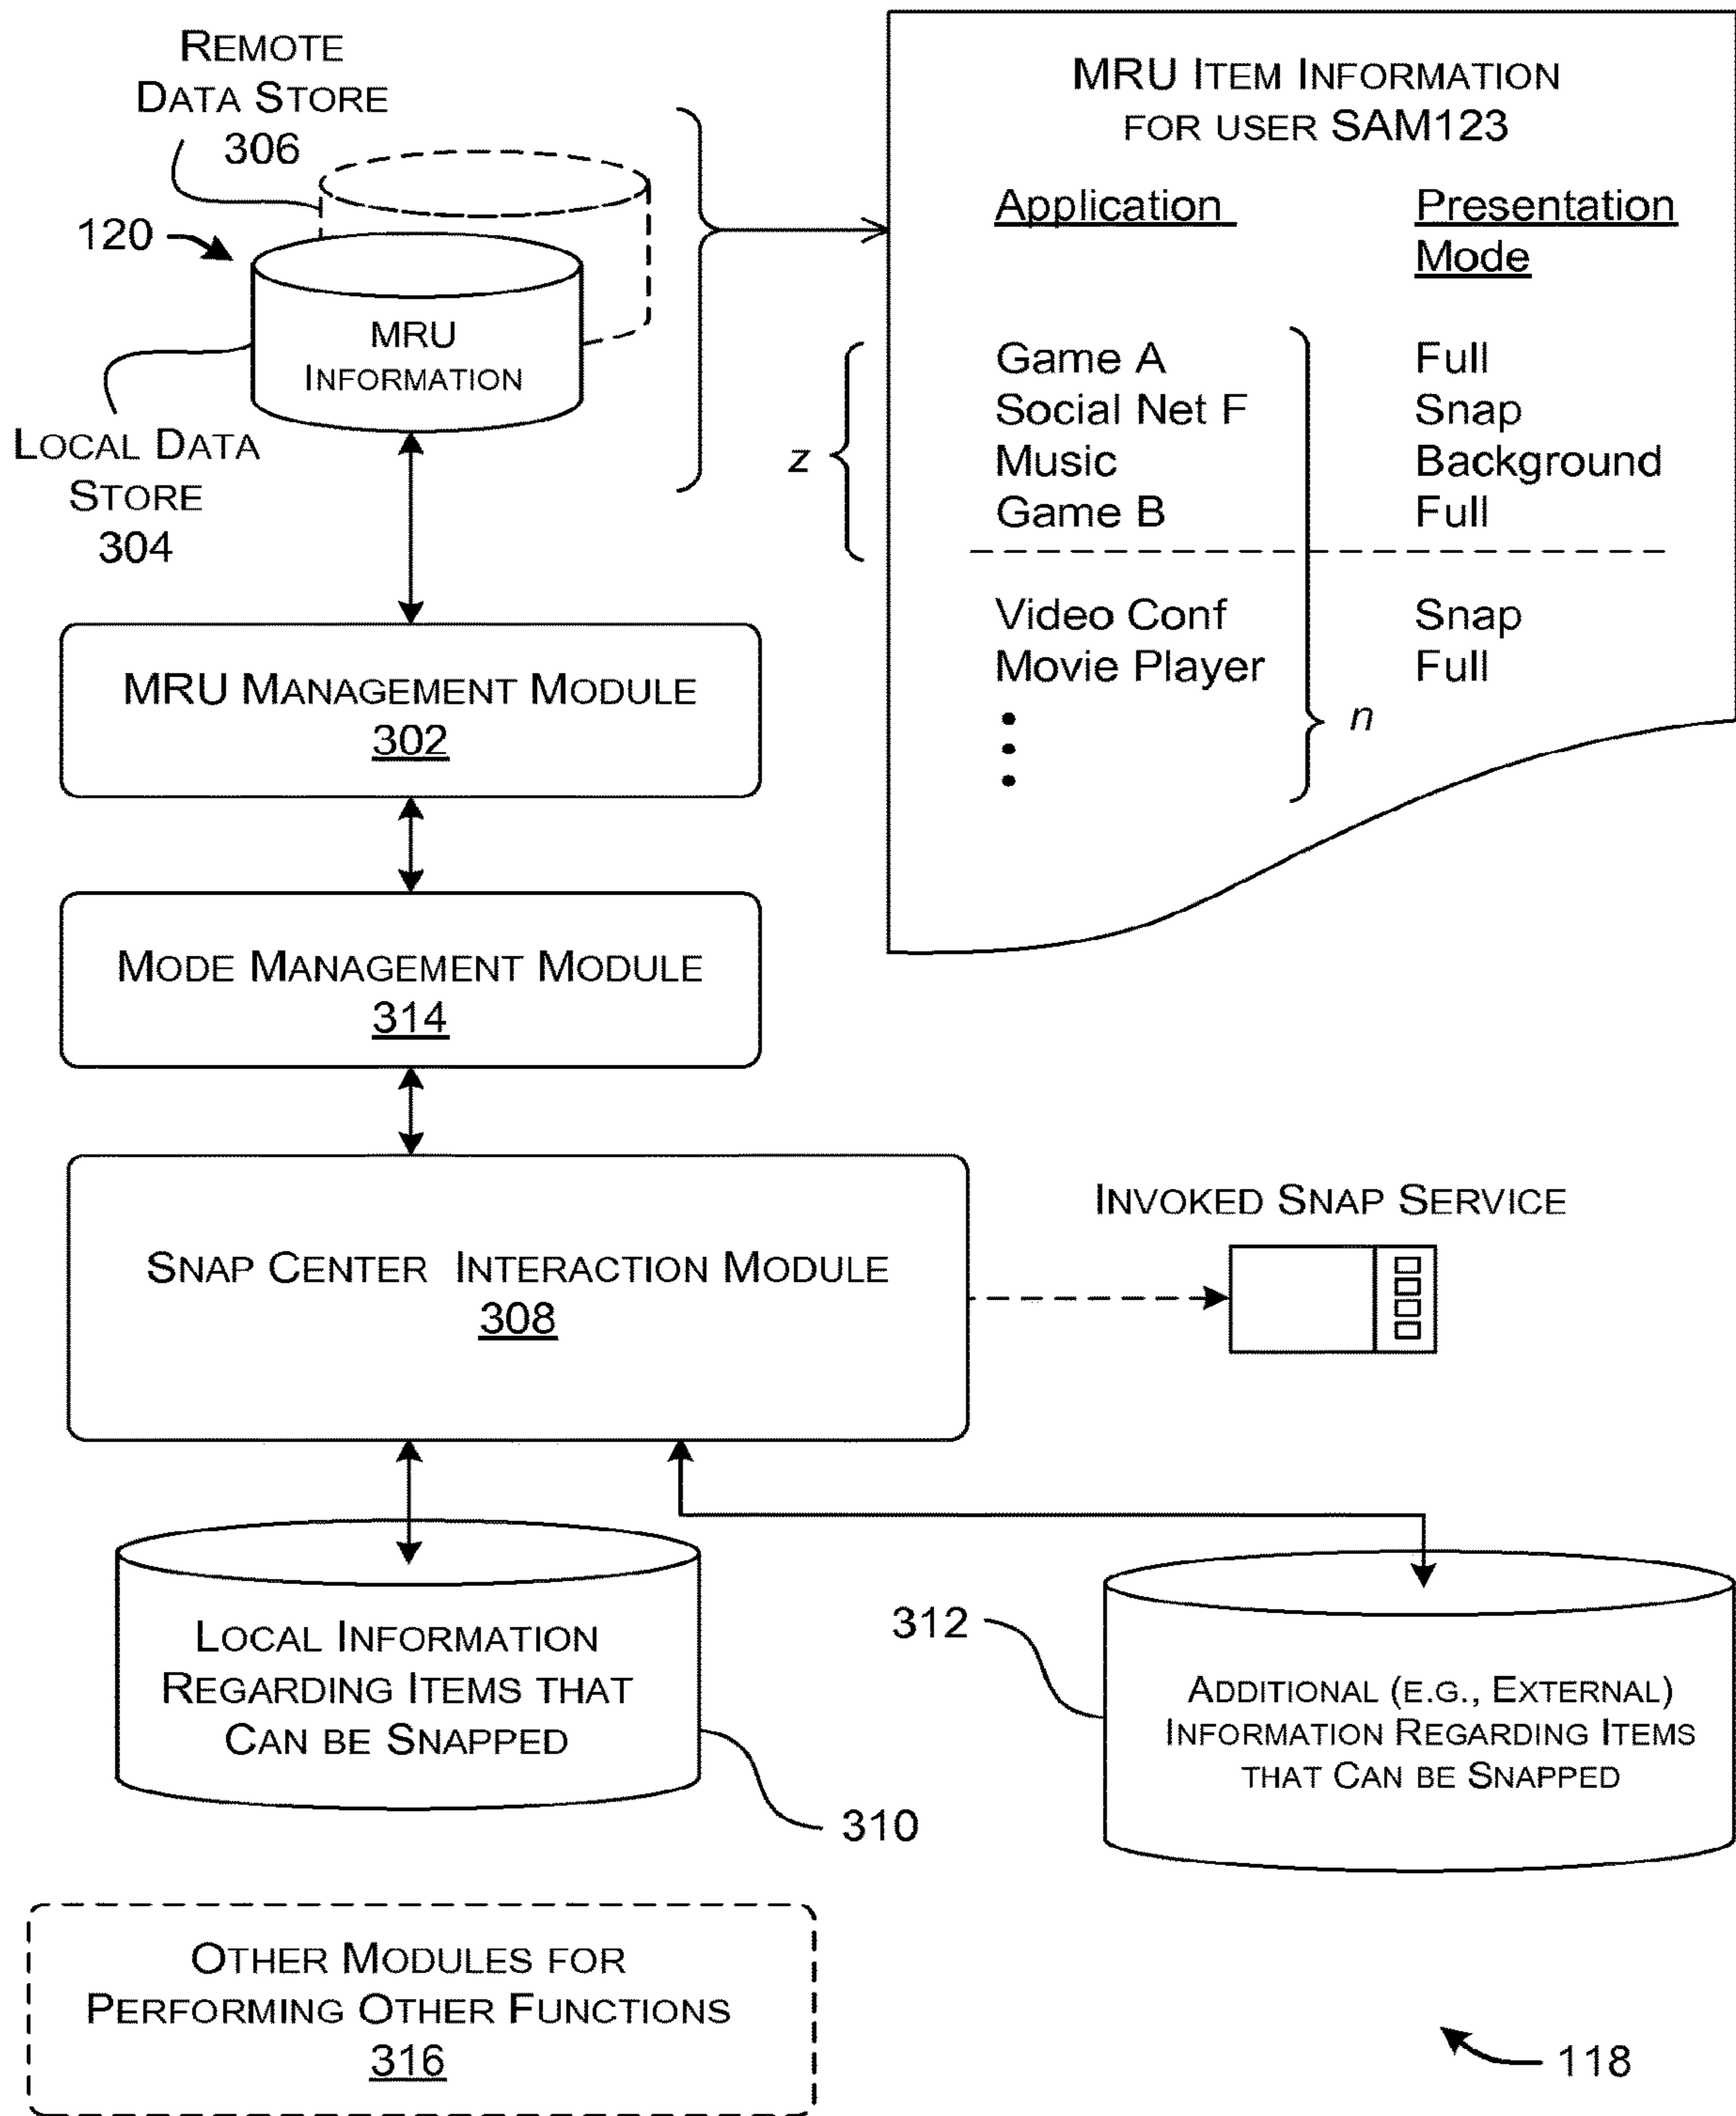 REMOTE
DATA STORE
306
120
MRU
INFORMATION
LOCAL DATA
STORE
304
MRU ITEM INFORMATION
FOR USER SAM123
Application Presentation
Mode
Game A Full
Social Net F Snap
z Music Background
Game B Full
Video Conf Snap
Movie Player Full
n
MRU MANAGEMENT MODULE
302
MODE MANAGEMENT MODULE
314
SNAP CENTER INTERACTION MODULE
308
INVOKED SNAP SERVICE
LOCAL INFORMATION
REGARDING ITEMS THAT
CAN BE SNAPPED
310
312
ADDITIONAL (E.G., EXTERNAL)
INFORMATION REGARDING ITEMS
THAT CAN BE SNAPPED
OTHER MODULES FOR
PERFORMING OTHER FUNCTIONS
316
118